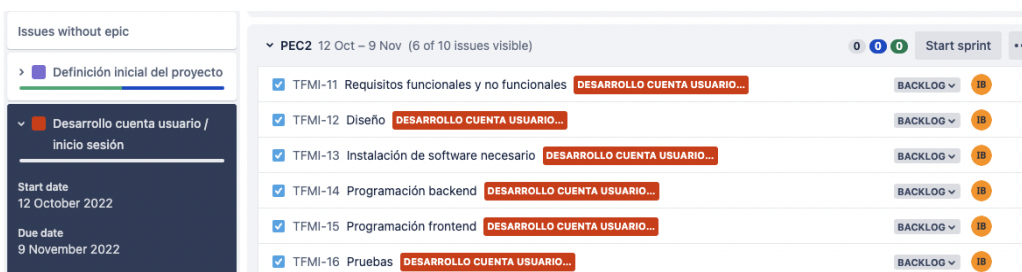 Issues without epic
Definición inicial del proyecto
Desarrollo cuenta usuario /
inicio sesión
Start date
12 October 2022
Due date
9 November 2022
PEC2 12 Oct – 9 Nov (6 of 10 issues visible) 0 0 0 Start sprint
TFMI-11 Requisitos funcionales y no funcionales DESARROLLO CUENTA USUARIO... BACKLOG IB
TFMI-12 Diseño DESARROLLO CUENTA USUARIO... BACKLOG IB
TFMI-13 Instalación de software necesario DESARROLLO CUENTA USUARIO... BACKLOG IB
TFMI-14 Programación backend DESARROLLO CUENTA USUARIO... BACKLOG IB
TFMI-15 Programación frontend DESARROLLO CUENTA USUARIO... BACKLOG IB
TFMI-16 Pruebas DESARROLLO CUENTA USUARIO... BACKLOG IB